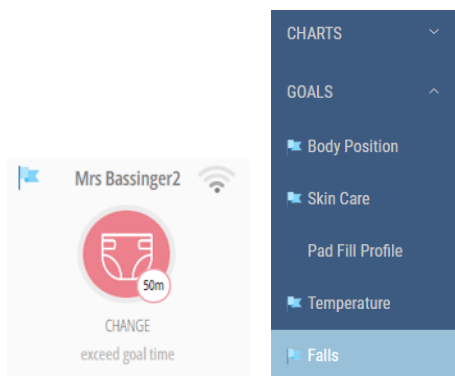 Mrs Bassinger2
50m
CHANGE
exceed goal time
CHARTS
GOALS
Body Position
Skin Care
Pad Fill Profile
Temperature
Falls